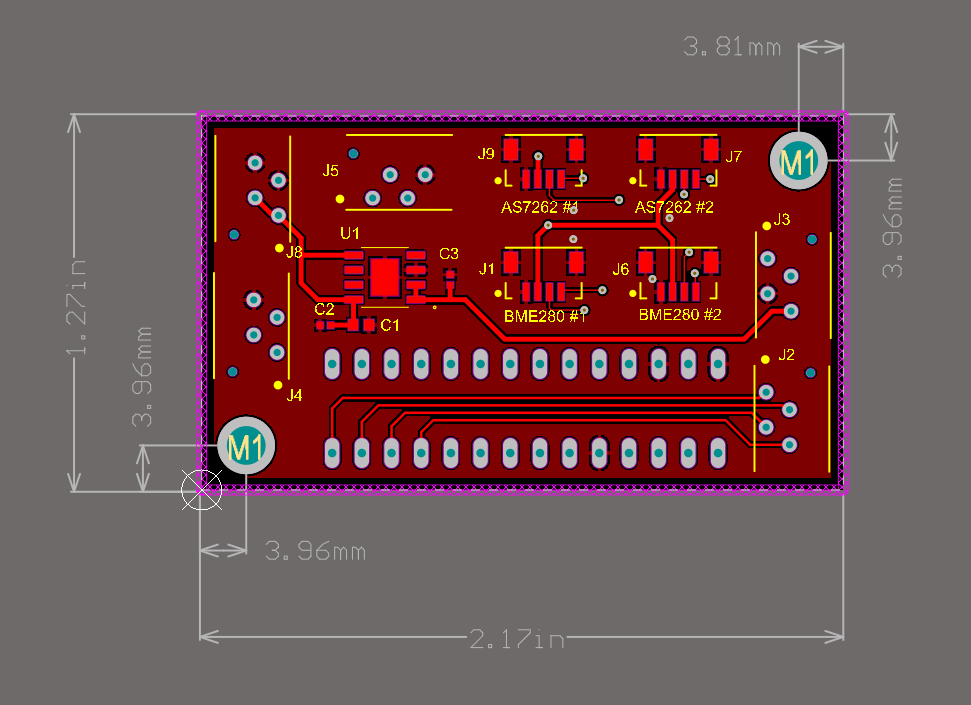 3.81mm
M1
J9
J7
J5
AS7262 #1
AS7262 #2
3.96mm
J3
U1
J8
C3
J1
J6
1.27in
C2
C1
BME280 #1
BME280 #2
3.96mm
J2
J4
M1
3.96mm
2.17in